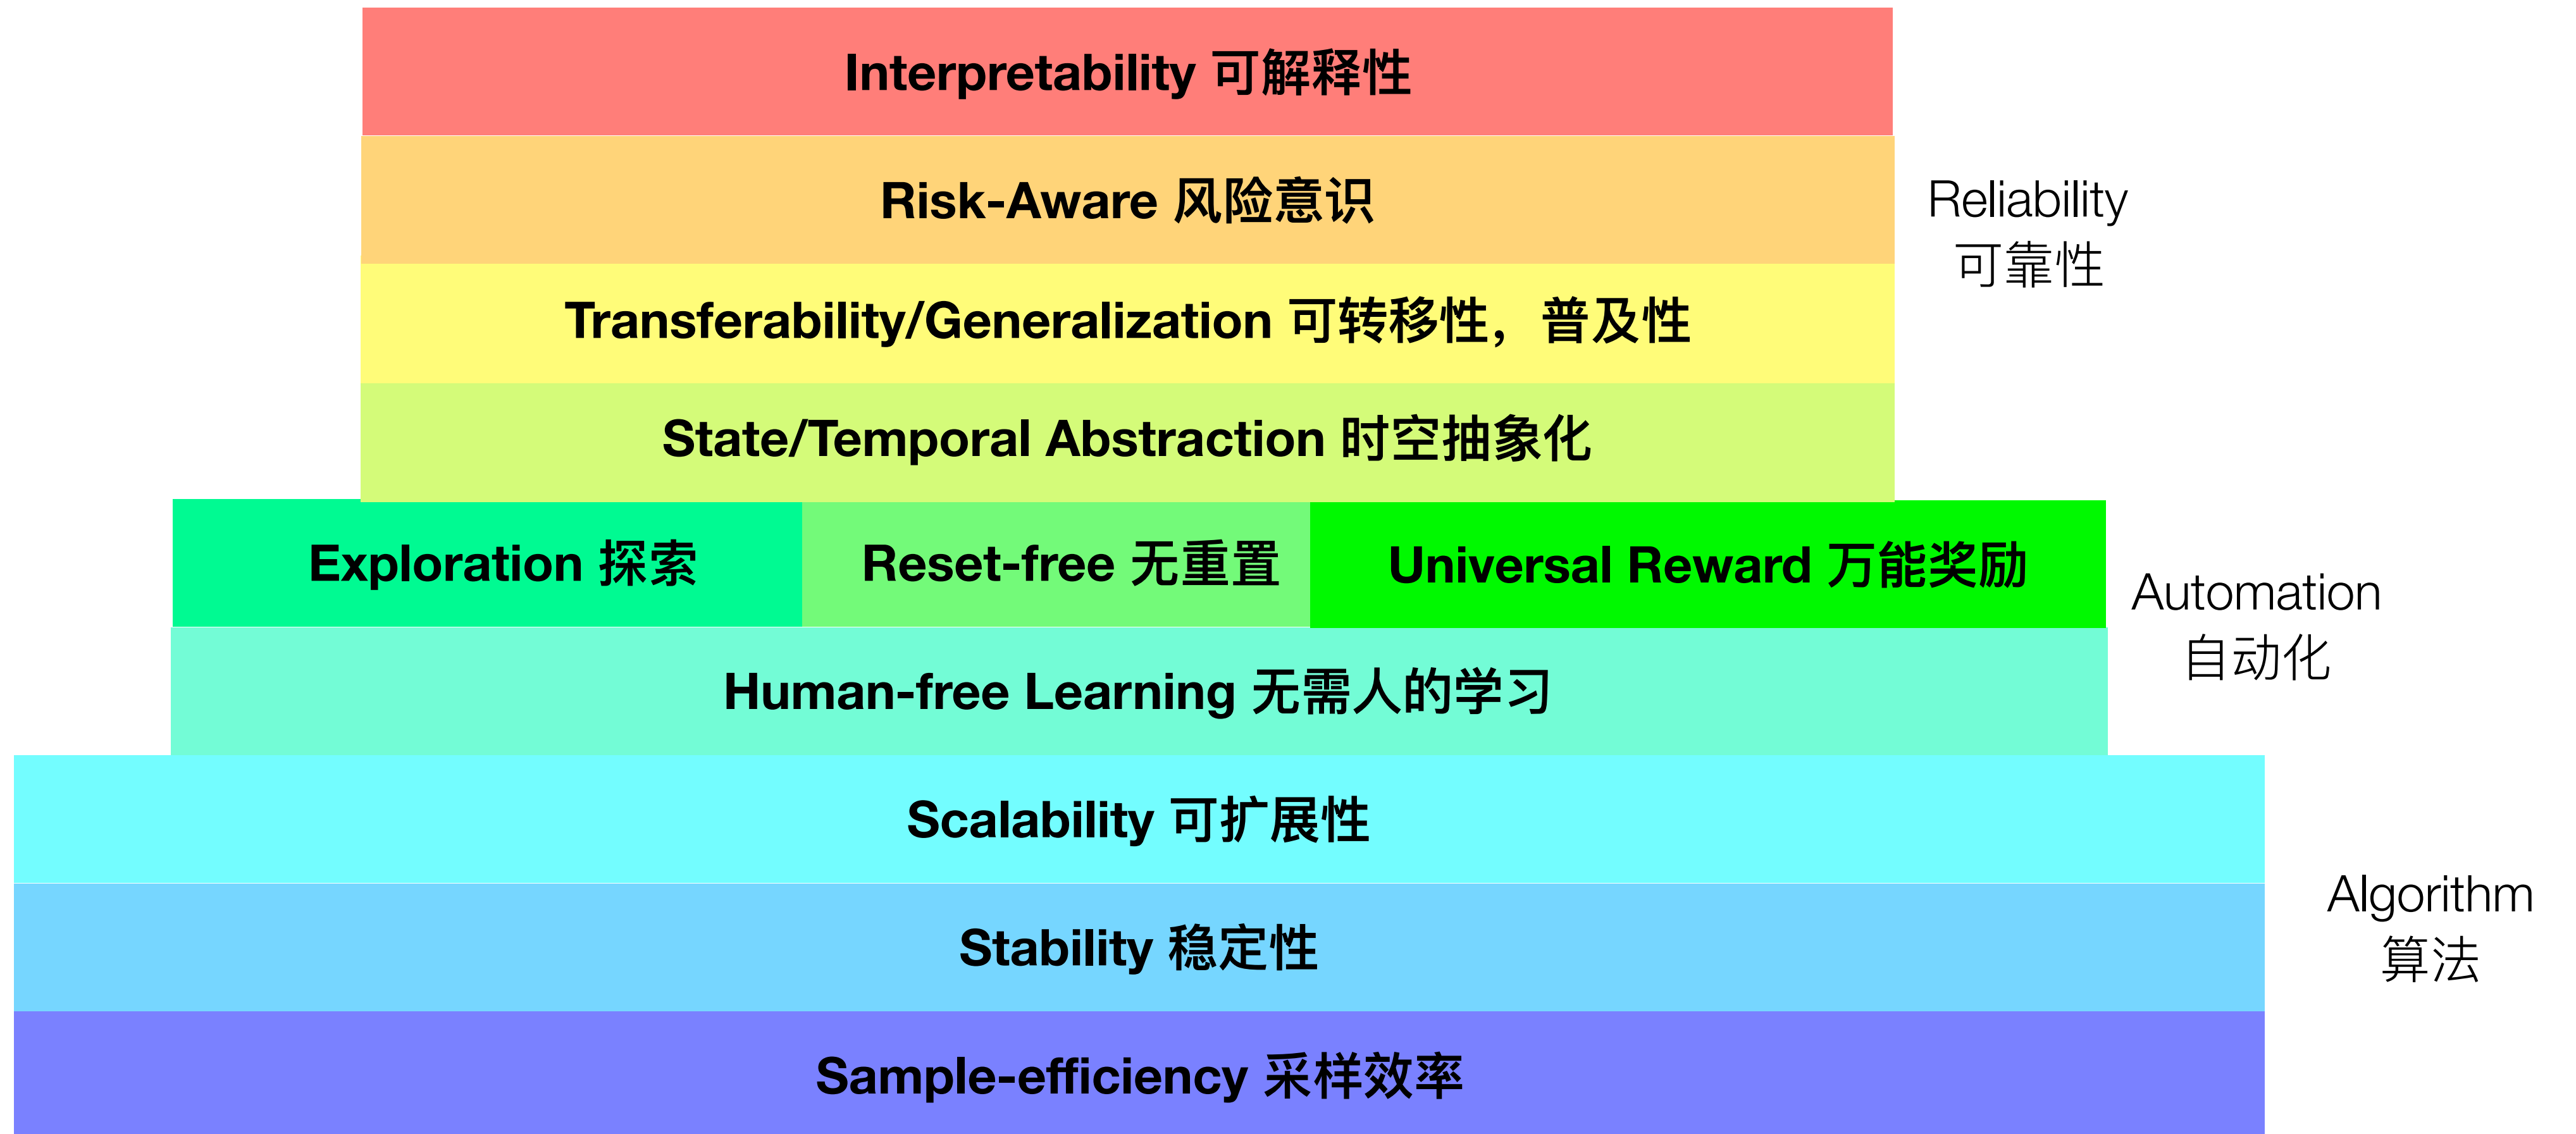 Interpretability 可解释性
Risk-Aware 风险意识
Reliability
可靠性
Transferability/Generalization 可转移性，普及性
State/Temporal Abstraction 时空抽象化
Exploration 探索
Reset-free 无重置
Universal Reward 万能奖励
Automation
自动化
Human-free Learning 无需人的学习
Scalability 可扩展性
Algorithm
算法
Stability 稳定性
Sample-efficiency 采样效率